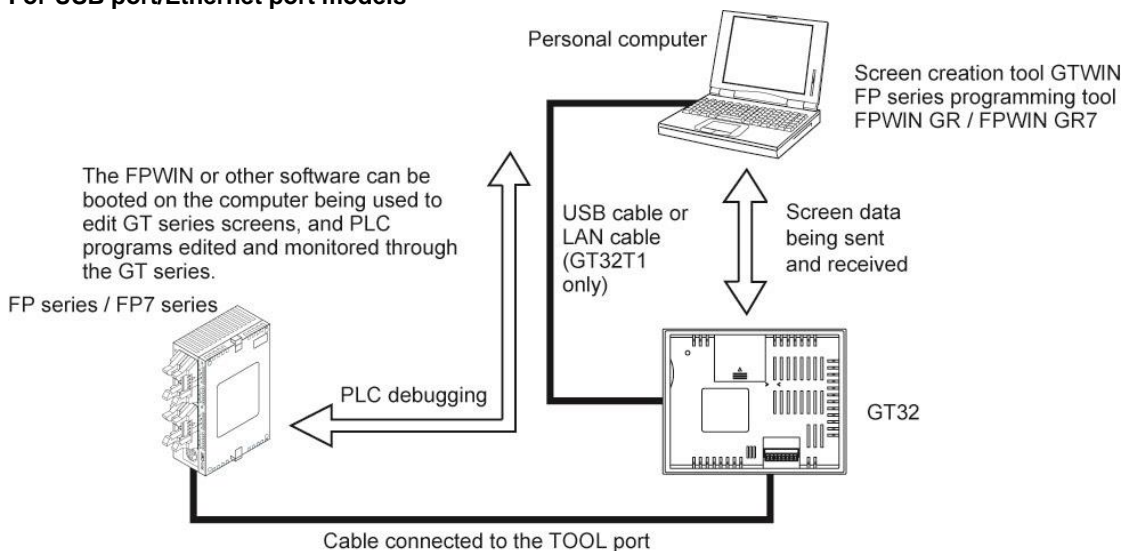 For USB port/Ethernet port models
Personal computer
Screen creation tool GTWIN
FP series programming tool
FPWIN GR / FPWIN GR7
The FPWIN or other software can be
booted on the computer being used to
edit GT series screens, and PLC
programs edited and monitored through
the GT series.
USB cable or
LAN cable
(GT32T1
only)
Screen data
being sent
and received
FP series / FP7 series
PLC debugging
GT32
Cable connected to the TOOL port